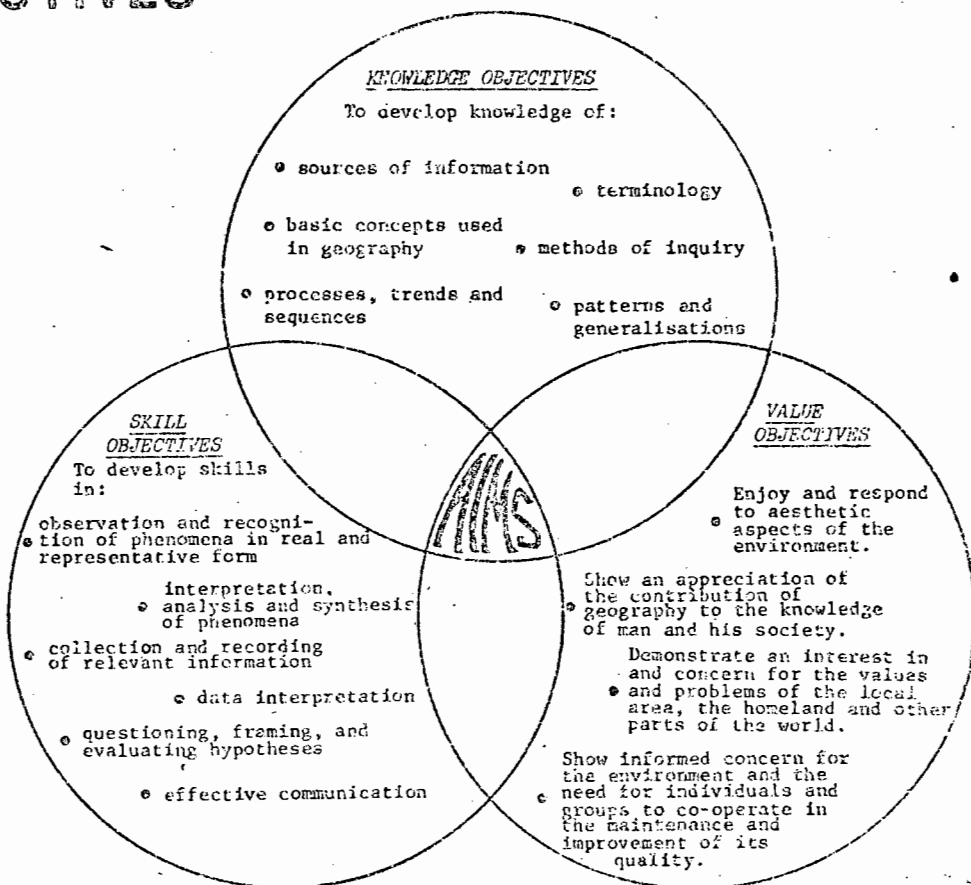 KNOWLEDGE OBJECTIVES
To develop knowledge of:
• sources of information
• terminology
• basic concepts used
in geography
• methods of inquiry
• processes, trends and
sequences
• patterns and
generalisations
SKILL
OBJECTIVES
To develop skills
in:
observation and recogni-
• tion of phenomena in real and
representative form
interpretation,
• analysis and synthesis
of phenomena
• collection and recording
of relevant information
• data interpretation
• questioning, framing, and
evaluating hypotheses
• effective communication
AIMS
VALUE
OBJECTIVES
Enjoy and respond
• to aesthetic
aspects of the
environment.
Show an appreciation of
• the contribution of
geography to the knowledge
of man and his society.
Demonstrate an interest in
and concern for the values
• and problems of the local
area, the homeland and other
parts of the world.
Show informed concern for
the environment and the
• need for individuals and
groups to co-operate in
the maintenance and
improvement of its
quality.